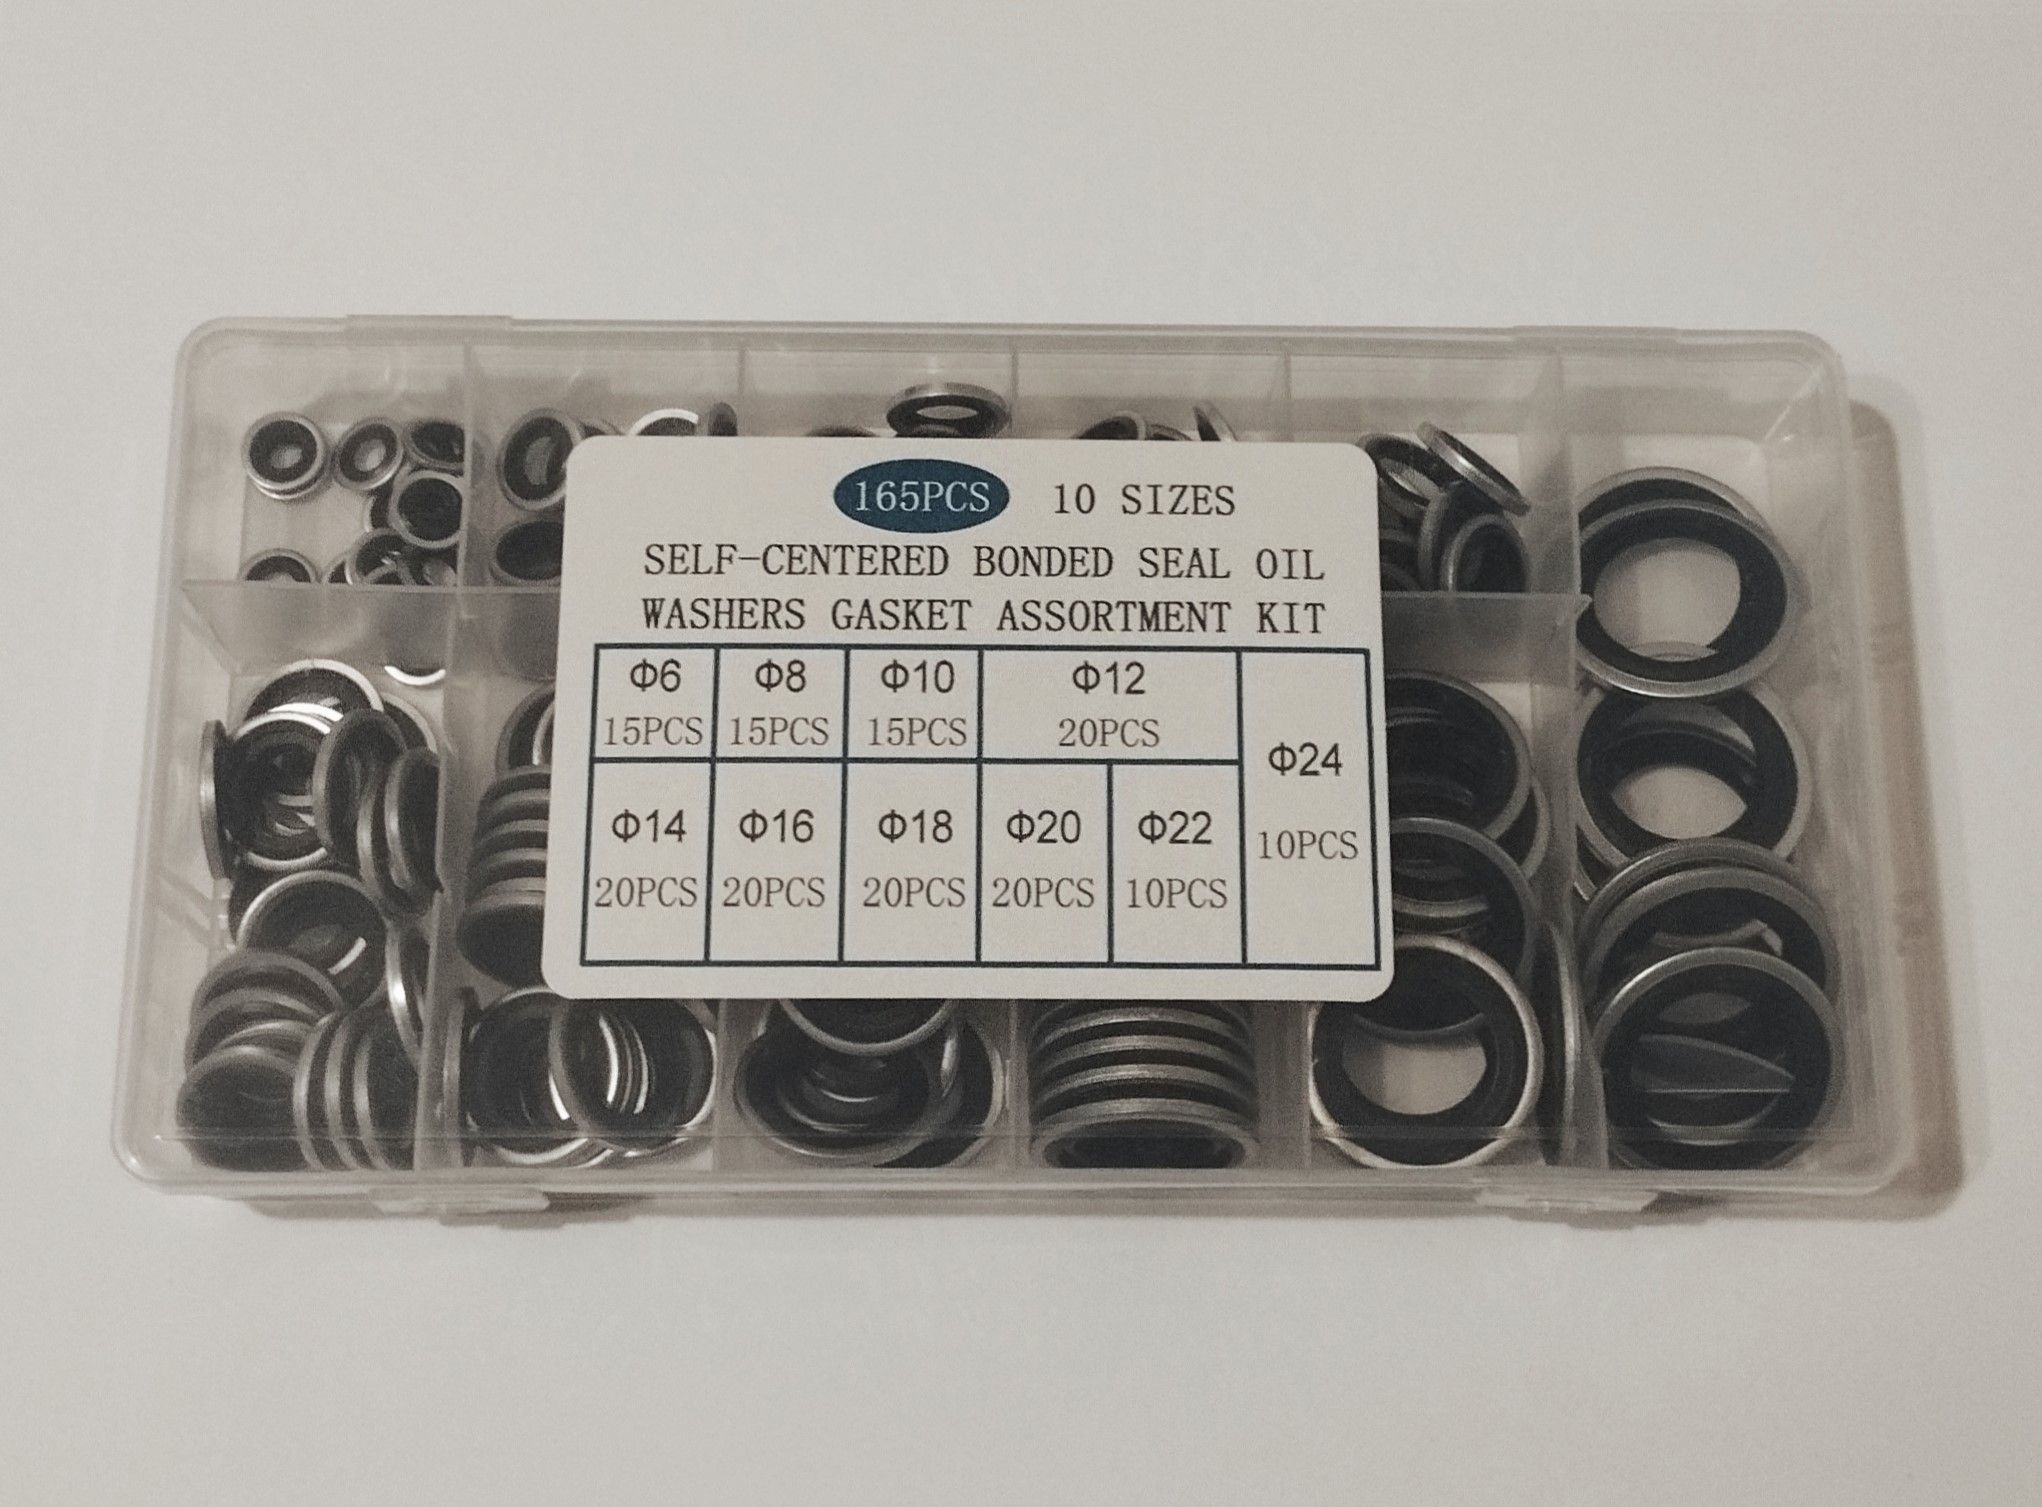 165PCS 10 SIZES
SELF-CENTERED BONDED SEAL OIL
WASHERS GASKET ASSORTMENT KIT
Φ6 Φ8 Φ10 Φ12
15PCS 15PCS 15PCS 20PCS
Φ24
10PCS
Φ14 Φ16 Φ18 Φ20 Φ22
20PCS 20PCS 20PCS 20PCS 10PCS